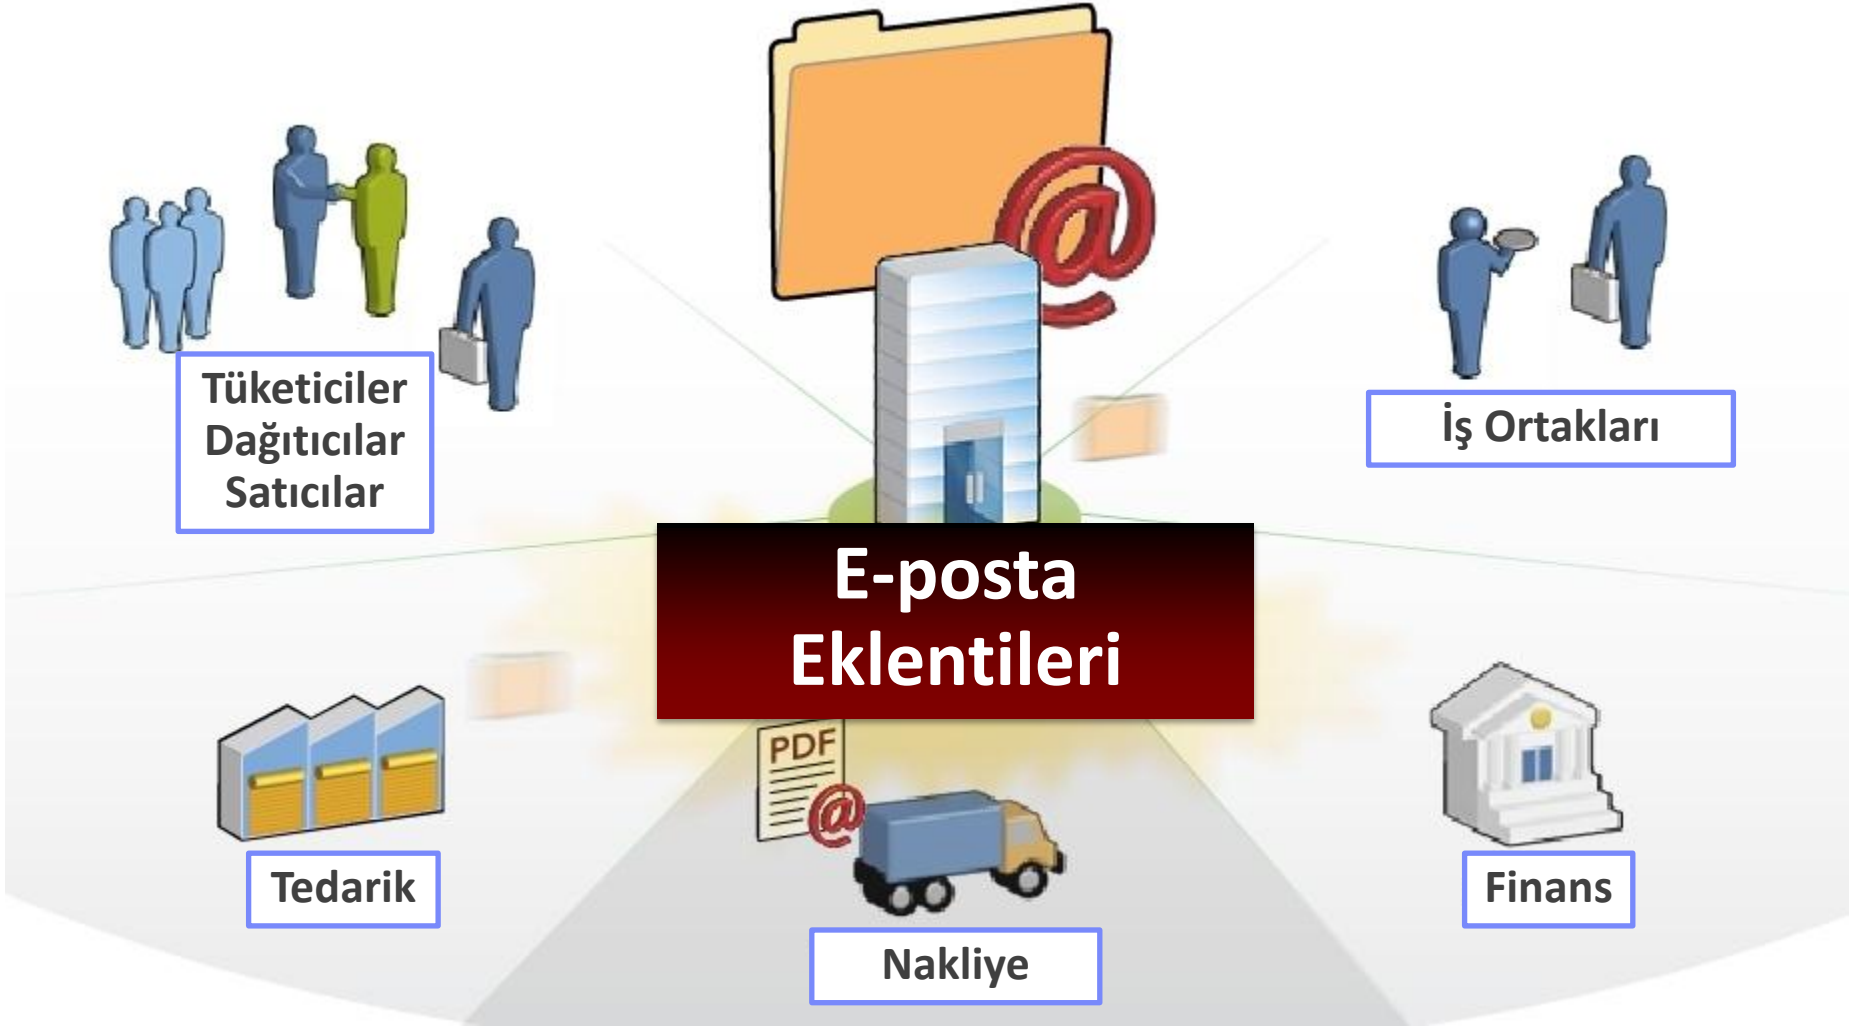 @
Tüketiciler
Dağıtıcılar
Satıcılar
İş Ortakları
E-posta
Eklentileri
PDF
@
Tedarik
Nakliye
Finans